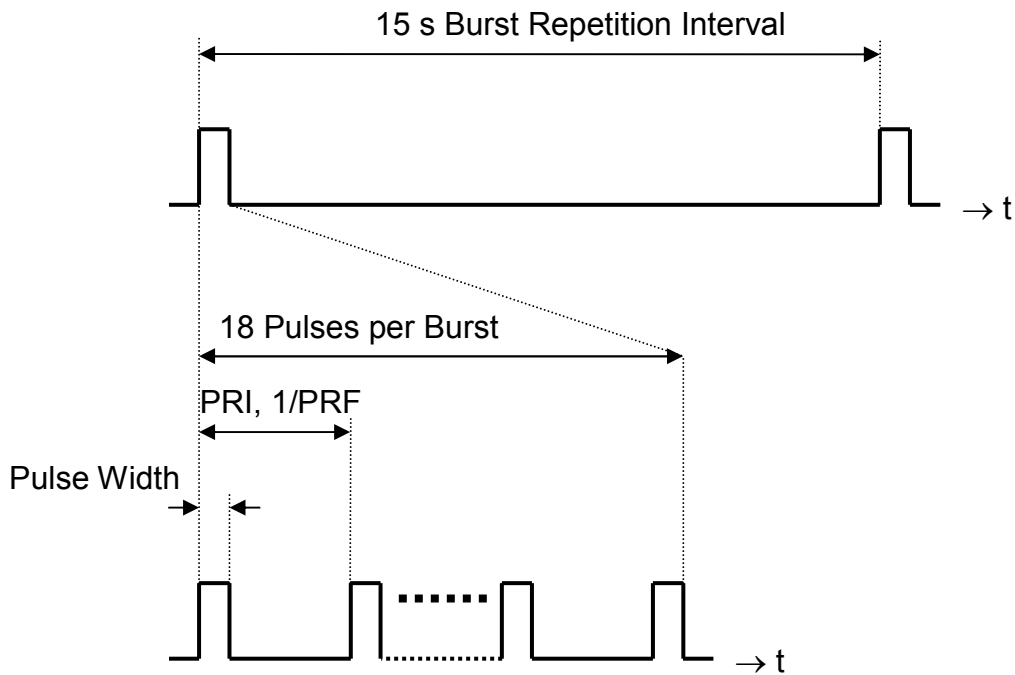 15 s Burst Repetition Interval
→ t
18 Pulses per Burst
PRI, 1/PRF
Pulse Width
→ t